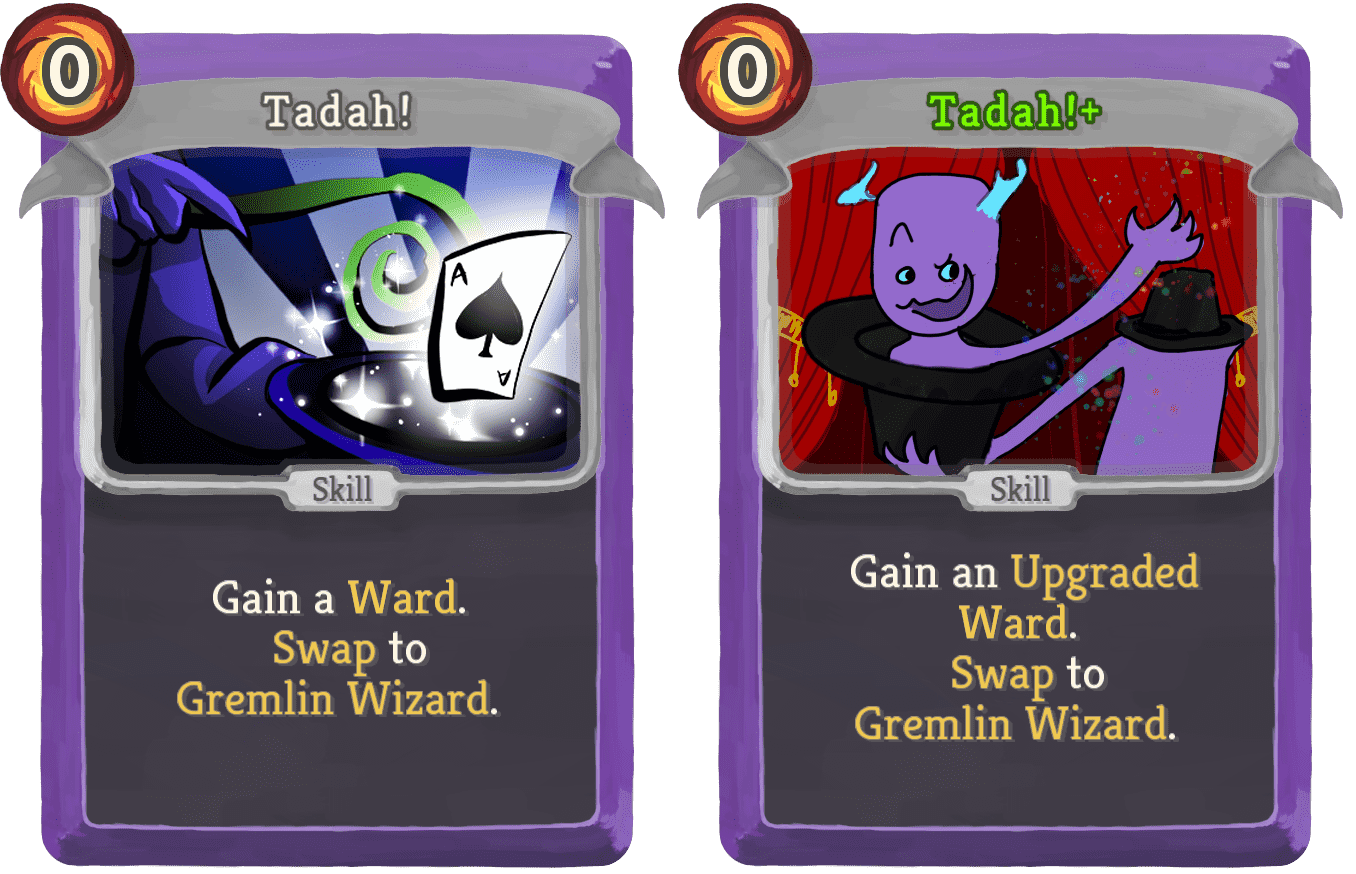 0
Tadah!
A
A
Skill
Gain a Ward.
Swap to
Gremlin Wizard.
0
Tadah!+
Skill
Gain an Upgraded
Ward.
Swap to
Gremlin Wizard.